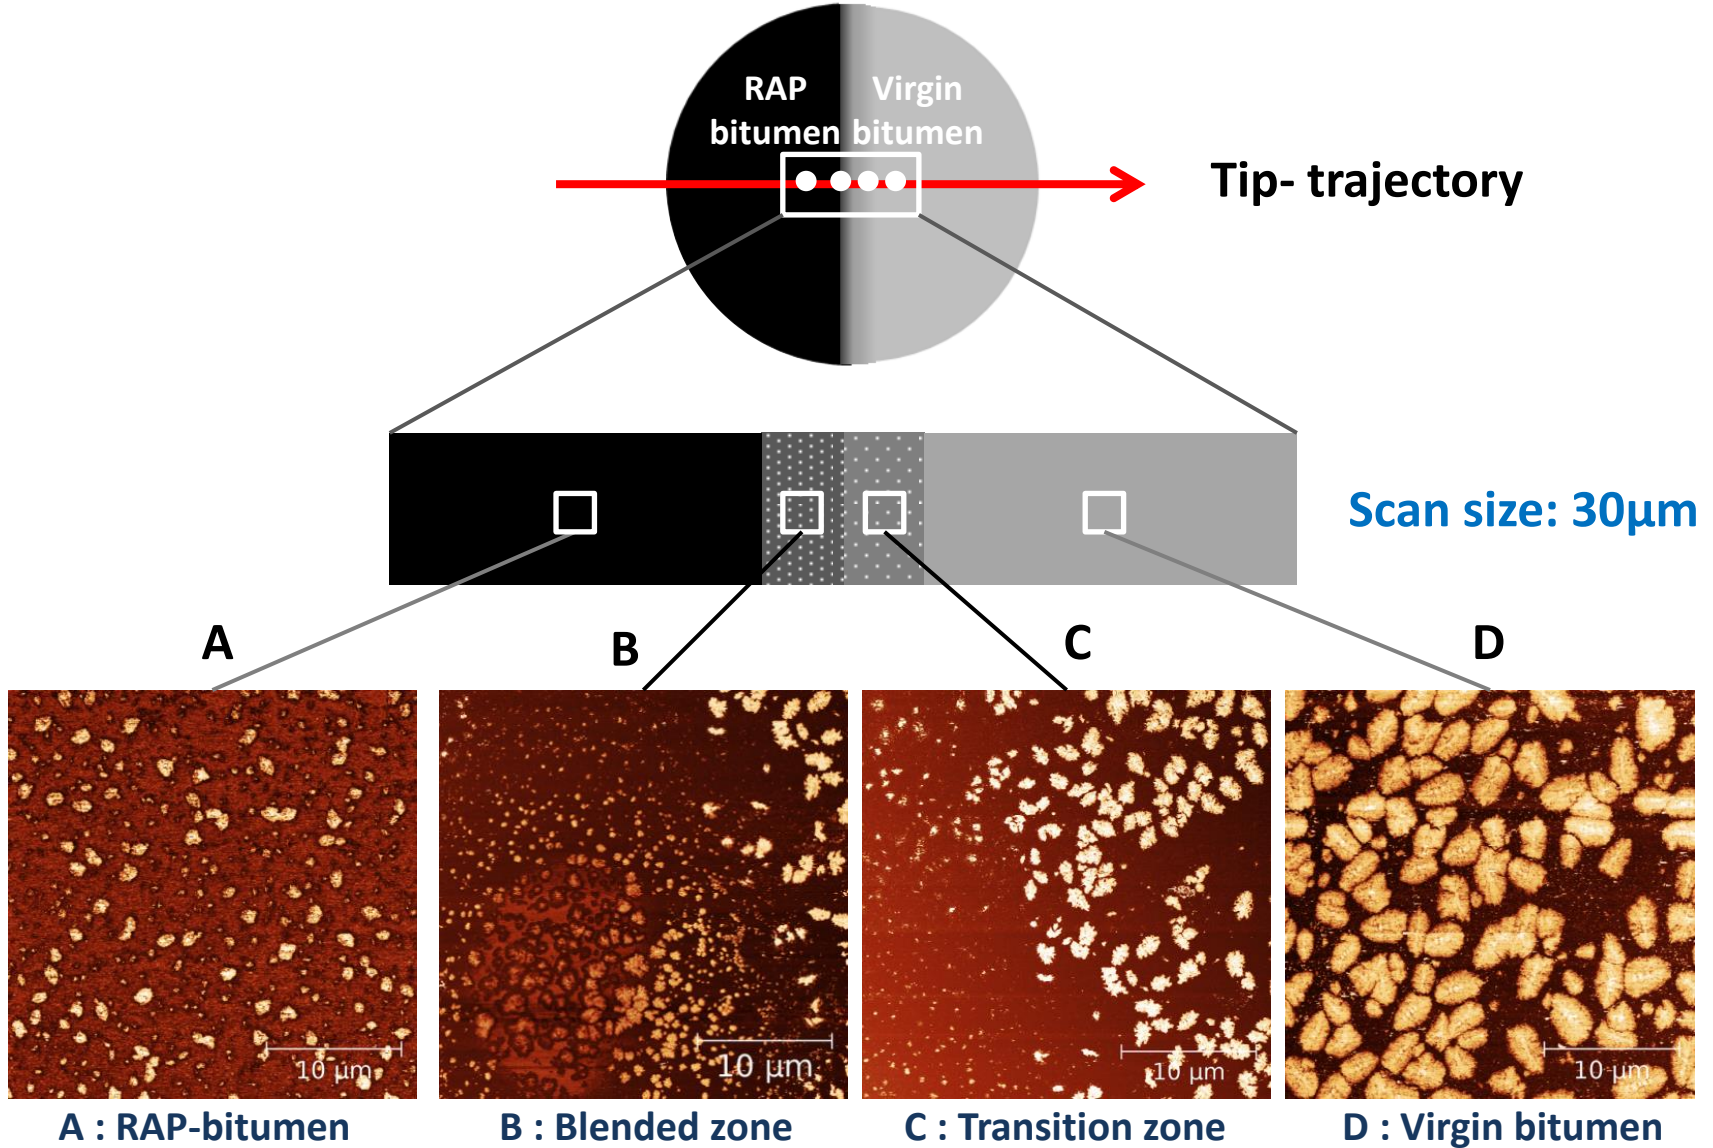 RAP
bitumen
Virgin
bitumen
Tip- trajectory
Scan size: 30µm
A
B
C
D
10 µm
10 µm
10 µm
10 µm
A : RAP-bitumen
B : Blended zone
C : Transition zone
D : Virgin bitumen